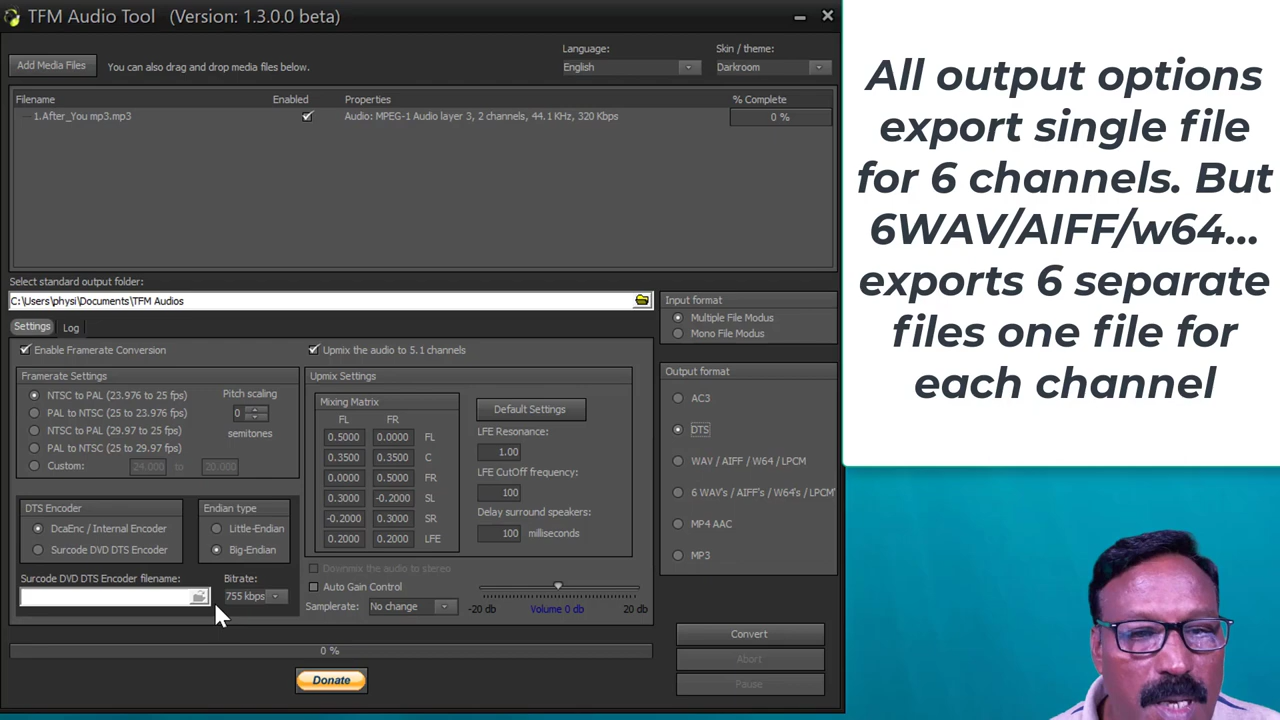 TFM Audio Tool (Version: 1.3.0.0 beta)
Add Media Files
You can also drag and drop media files below.
Language:
English
Skin / theme:
Darkroom
Filename
Enabled
Properties
% Complete
1.After_You mp3.mp3
Audio: MPEG-1 Audio layer 3, 2 channels, 44.1 KHz, 320 Kbps
0 %
Select standard output folder:
C:\Users\physi\Documents\TFM Audios
Settings
Log
Enable Framerate Conversion
Framerate Settings
NTSC to PAL (23.976 to 25 fps)
PAL to NTSC (25 to 23.976 fps)
NTSC to PAL (29.97 to 25 fps)
PAL to NTSC (25 to 29.97 fps)
Custom:
24.000
to
20.000
Pitch scaling
0
semitones
DTS Encoder
DcaEnc / Internal Encoder
Surcode DVD DTS Encoder
Endian type
Little-Endian
Big-Endian
Surcode DVD DTS Encoder filename:
Bitrate:
755 kbps
Upmix the audio to 5.1 channels
Upmix Settings
Mixing Matrix
FL FR
0.5000 0.0000 FL
0.3500 0.3500 C
0.0000 0.5000 FR
0.3000 -0.2000 SL
-0.2000 0.3000 SR
0.2000 0.2000 LFE
Default Settings
LFE Resonance:
1.00
LFE CutOff frequency:
100
Delay surround speakers:
100 milliseconds
Downmix the audio to stereo
Auto Gain Control
Samplerate:
No change
-20 db
Volume 0 db
20 db
Input format
Multiple File Modus
Mono File Modus
Output format
AC3
DTS
WAV / AIFF / W64 / LPCM
6 WAV's / AIFF's / W64's / LPCM'
MP4 AAC
MP3
0 %
Convert
Abort
Pause
Donate
All output options
export single file
for 6 channels. But
6WAV/AIFF/w64...
exports 6 separate
files one file for
each channel